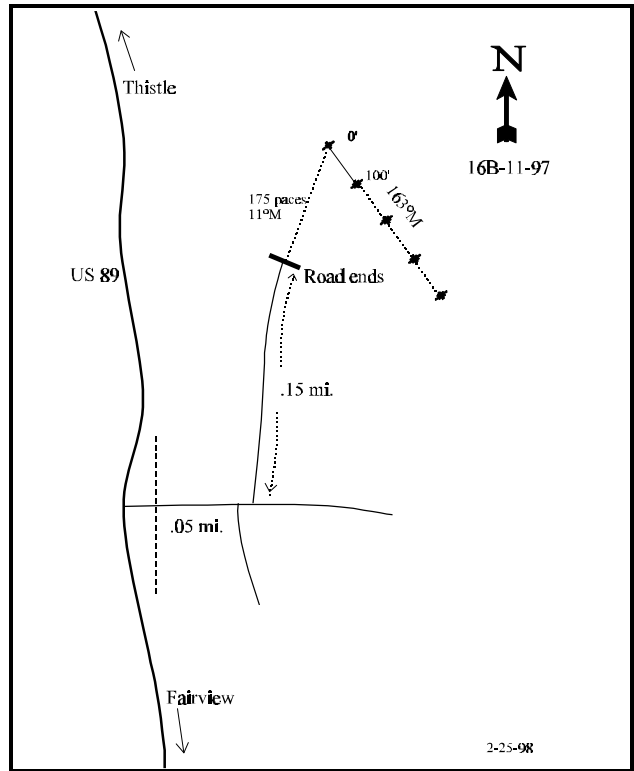 N
Thistle
0'
16B-11-97
100'
175 paces
11°M
163°M
US 89
Road ends
.15 mi.
.05 mi.
Fairview
2-25-98